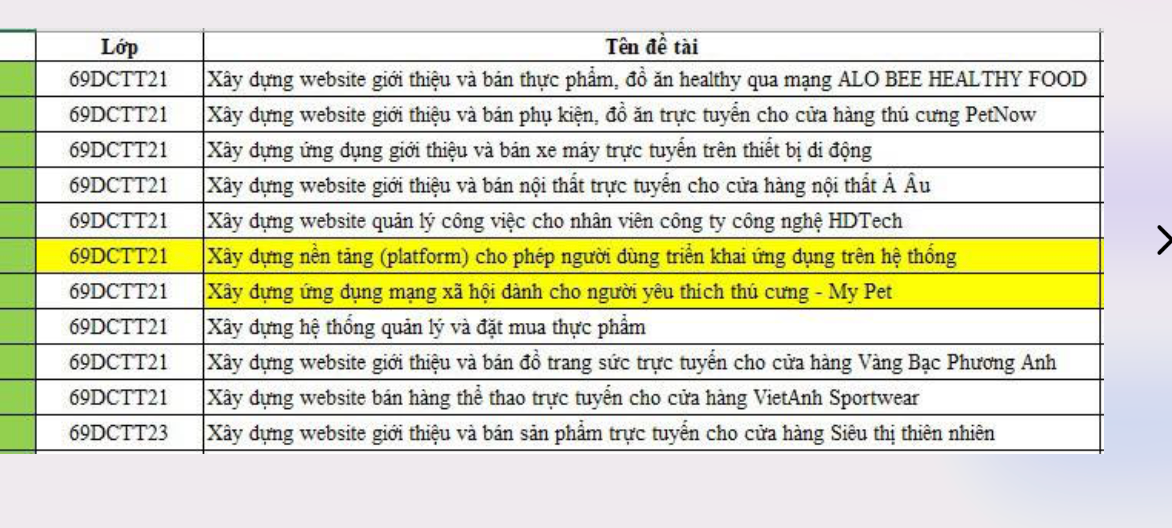 Lớp Tên đề tài
69DCTT21 Xây dựng website giới thiệu và bán thực phẩm, đồ ăn healthy qua mạng ALO BEE HEALTHY FOOD
69DCTT21 Xây dựng website giới thiệu và bán phụ kiện, đồ ăn trực tuyến cho cửa hàng thú cưng PetNow
69DCTT21 Xây dựng ứng dụng giới thiệu và bán xe máy trực tuyến trên thiết bị di động
69DCTT21 Xây dựng website giới thiệu và bán nội thất trực tuyến cho cửa hàng nội thất Á Âu
69DCTT21 Xây dựng website quản lý công việc cho nhân viên công ty công nghệ HDTech
69DCTT21 Xây dựng nền tảng (platform) cho phép người dùng triển khai ứng dụng trên hệ thống
69DCTT21 Xây dựng ứng dụng mạng xã hội dành cho người yêu thích thú cưng - My Pet
69DCTT21 Xây dựng hệ thống quản lý và đặt mua thực phẩm
69DCTT21 Xây dựng website giới thiệu và bán đồ trang sức trực tuyến cho cửa hàng Vàng Bạc Phương Anh
69DCTT21 Xây dựng website bán hàng thể thao trực tuyến cho cửa hàng VietAnh Sportwear
69DCTT23 Xây dựng website giới thiệu và bán sản phẩm trực tuyến cho cửa hàng Siêu thị thiên nhiên